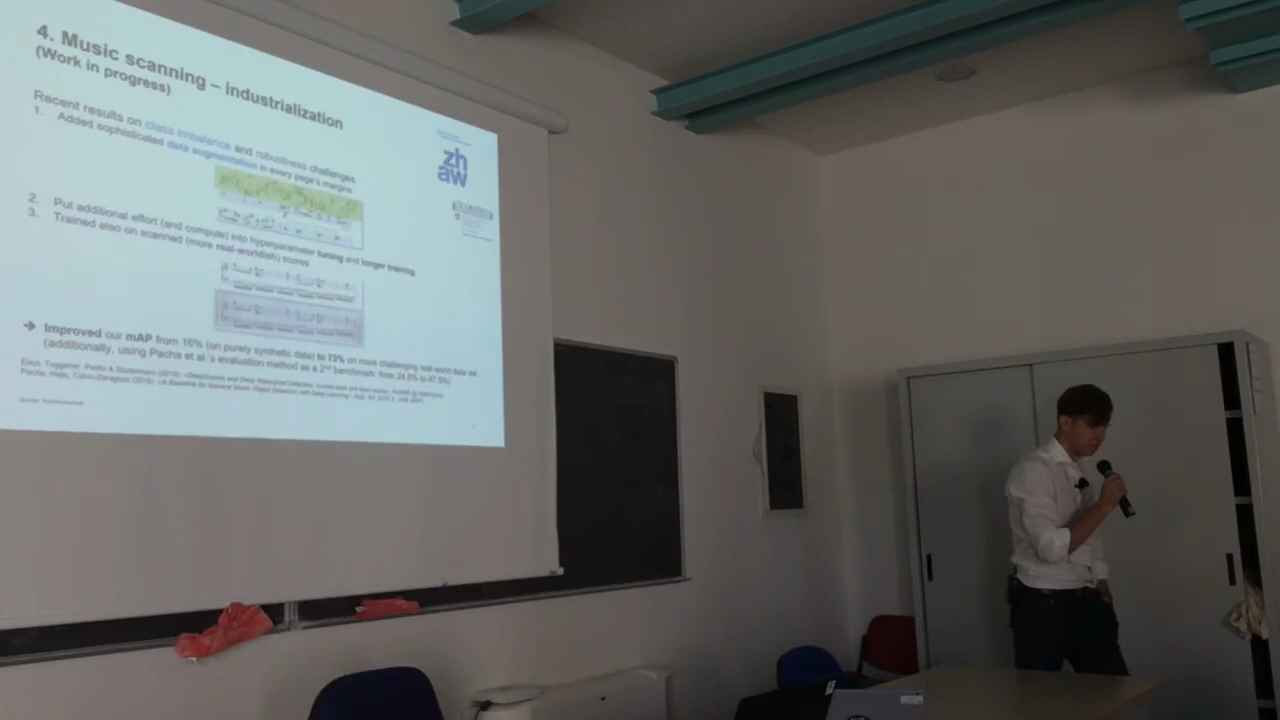 4. Music scanning – industrialization
(Work in progress)
Recent results on class imbalance and robustness challenges
1. Added sophisticated data augmentation in every page's margins
2. Put additional effort (and compute) into hyperparameter tuning and longer training
3. Trained also on scanned (more real-worldish) scores
➔ Improved our mAP from 16% (on purely synthetic data) to 73% on more challenging real-world data set
(additionally, using Pacha et al.'s evaluation method as a 2nd benchmark: from 24.8% to 47.5%)
zh
aw